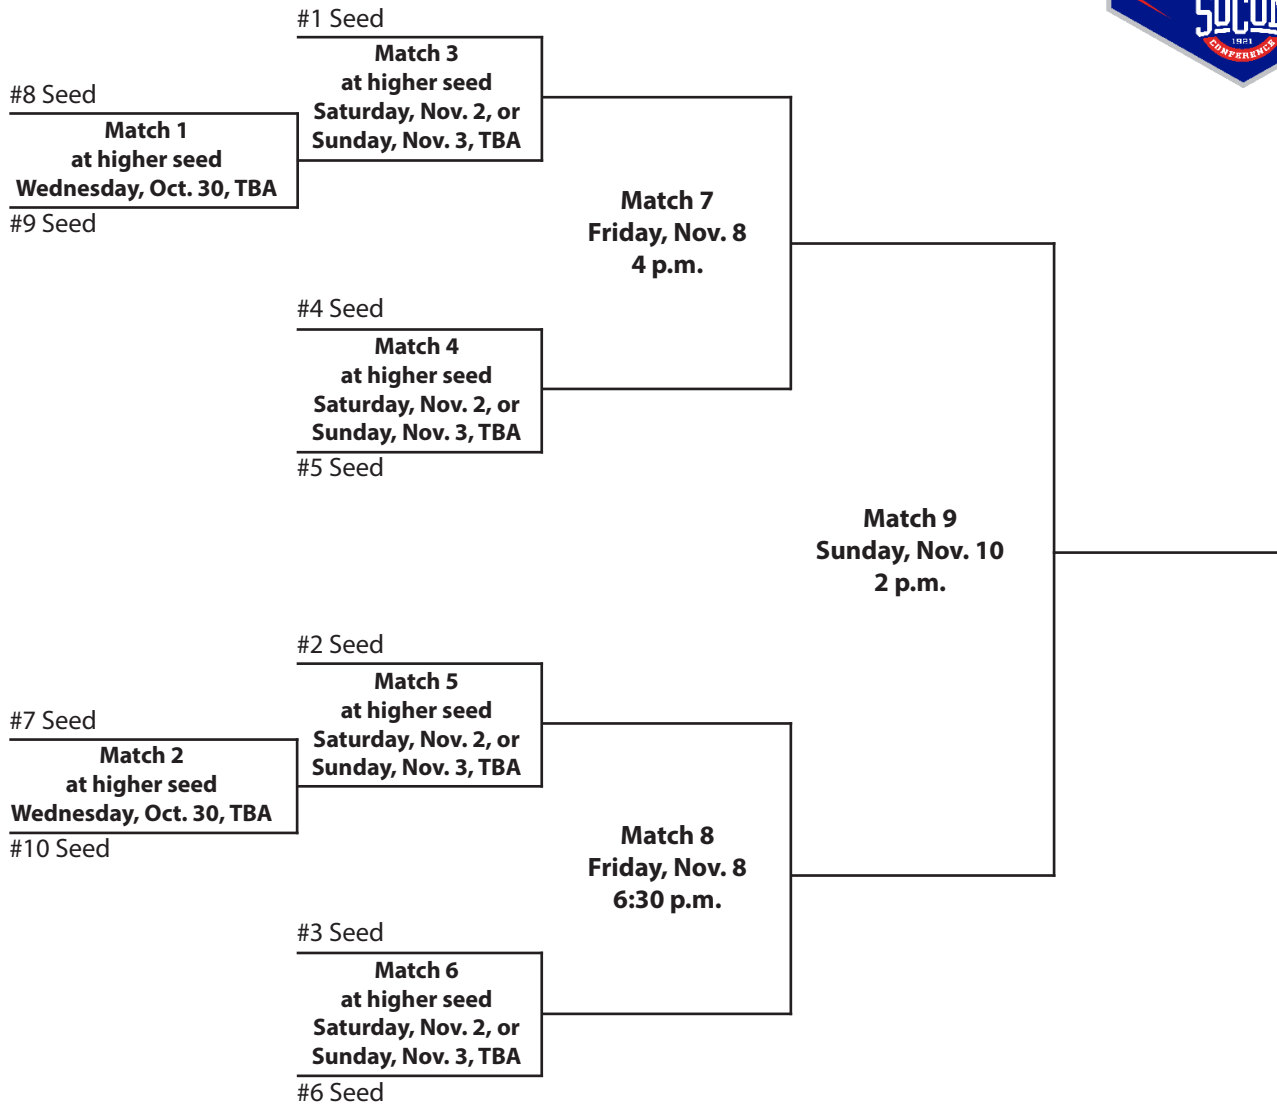 #1 Seed
Match 3
at higher seed
Saturday, Nov. 2, or
Sunday, Nov. 3, TBA
#8 Seed
Match 1
at higher seed
Wednesday, Oct. 30, TBA
#9 Seed
Match 7
Friday, Nov. 8
4 p.m.
#4 Seed
Match 4
at higher seed
Saturday, Nov. 2, or
Sunday, Nov. 3, TBA
#5 Seed
Match 9
Sunday, Nov. 10
2 p.m.
#2 Seed
Match 5
at higher seed
Saturday, Nov. 2, or
Sunday, Nov. 3, TBA
#7 Seed
Match 2
at higher seed
Wednesday, Oct. 30, TBA
#10 Seed
Match 8
Friday, Nov. 8
6:30 p.m.
#3 Seed
Match 6
at higher seed
Saturday, Nov. 2, or
Sunday, Nov. 3, TBA
#6 Seed
1921
CONFERENCE